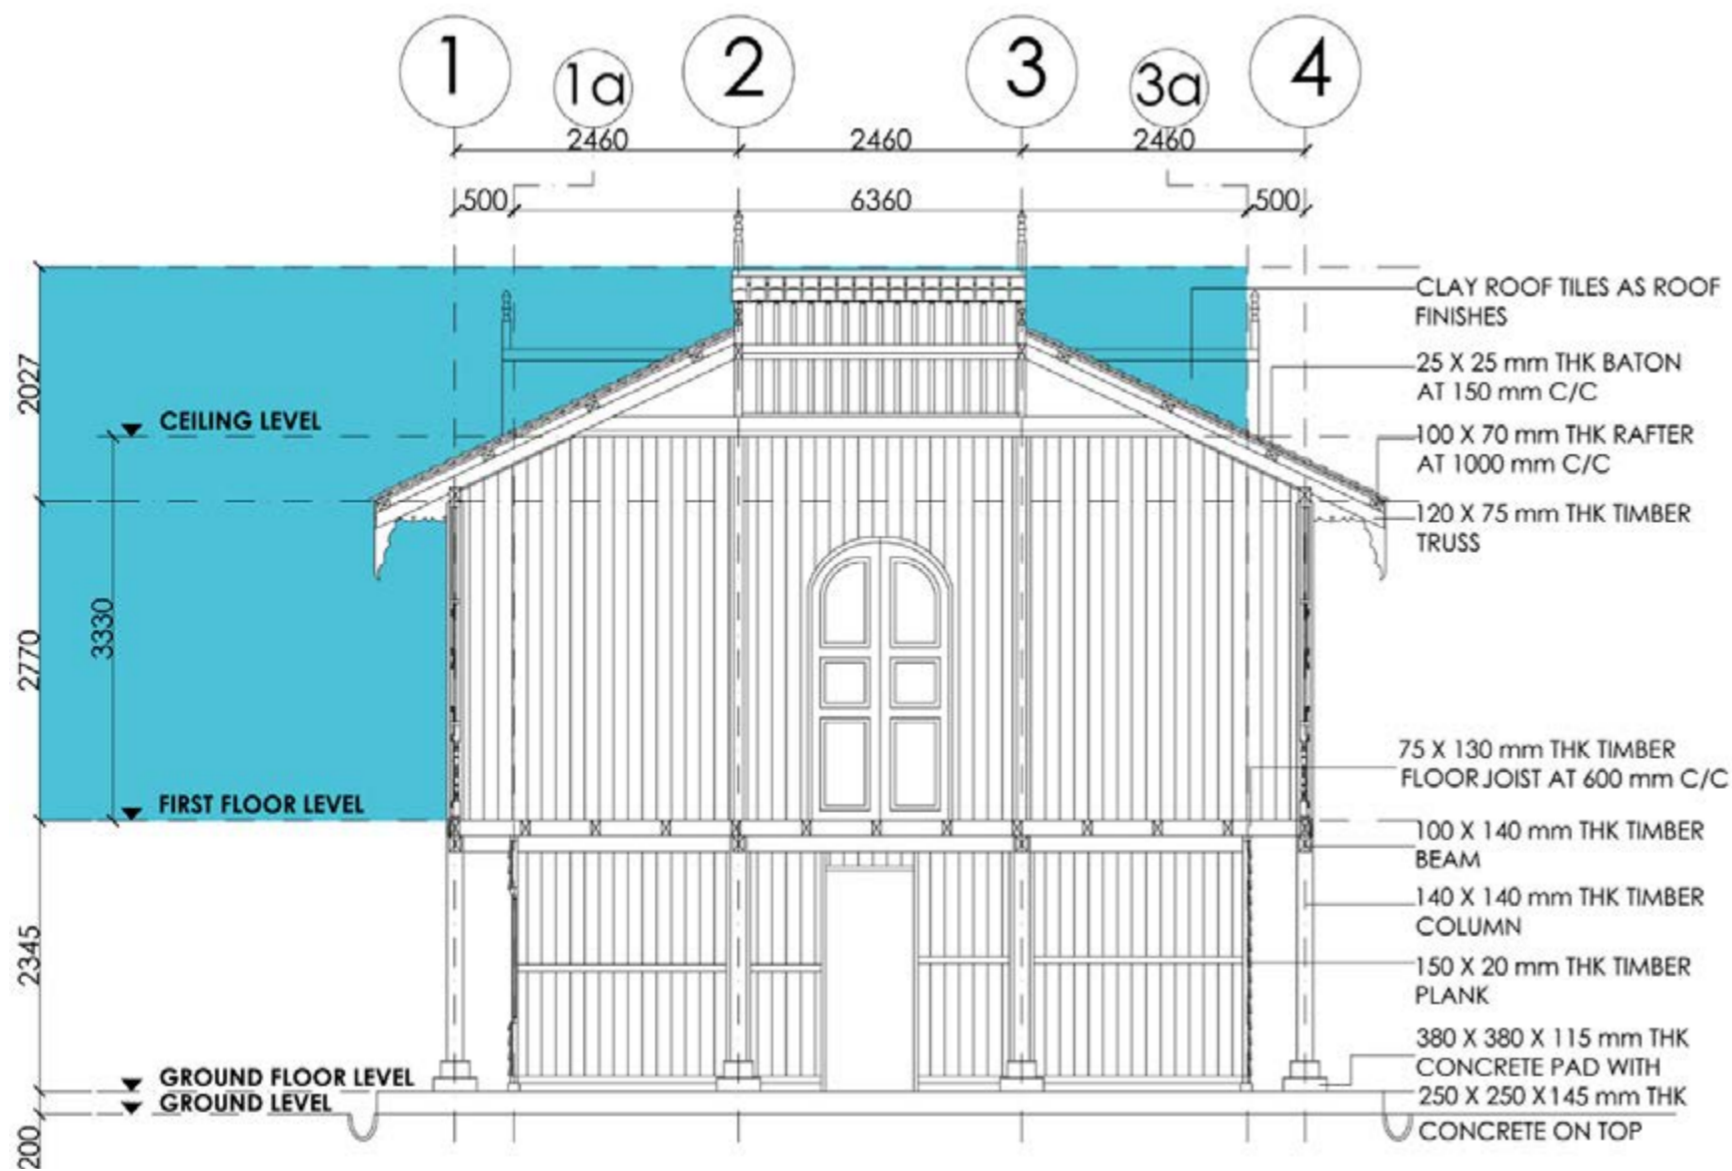 1
1a
2
3
3a
4
2460
2460
2460
500
6360
500
2027
CEILING LEVEL
3330
2770
FIRST FLOOR LEVEL
2345
GROUND FLOOR LEVEL
GROUND LEVEL
200
CLAY ROOF TILES AS ROOF
FINISHES
25 X 25 mm THK BATON
AT 150 mm C/C
100 X 70 mm THK RAFTER
AT 1000 mm C/C
120 X 75 mm THK TIMBER
TRUSS
75 X 130 mm THK TIMBER
FLOOR JOIST AT 600 mm C/C
100 X 140 mm THK TIMBER
BEAM
140 X 140 mm THK TIMBER
COLUMN
150 X 20 mm THK TIMBER
PLANK
380 X 380 X 115 mm THK
CONCRETE PAD WITH
250 X 250 X145 mm THK
CONCRETE ON TOP